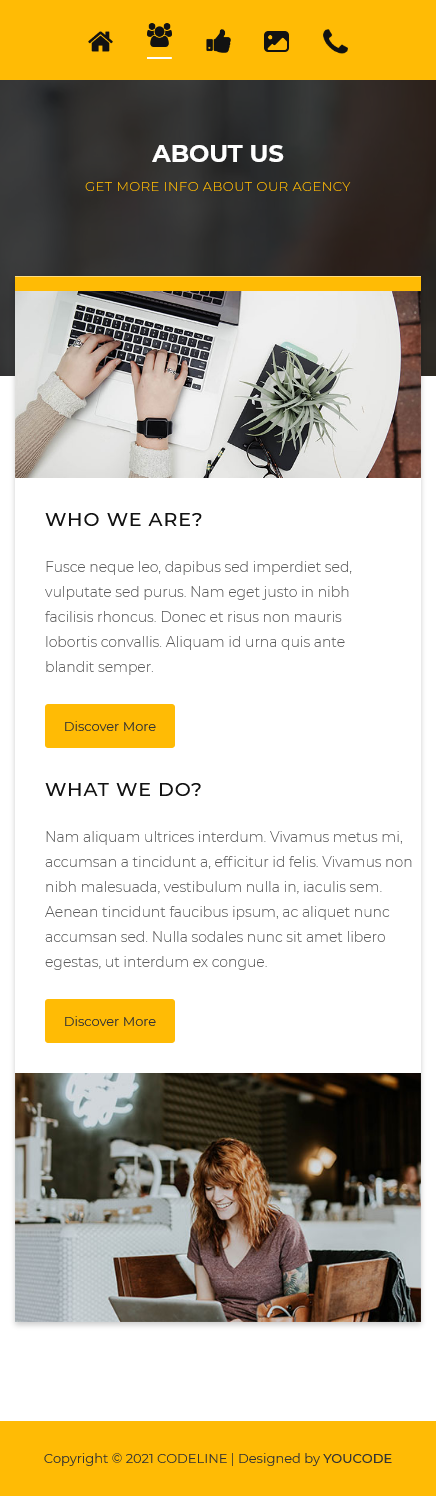 ABOUT US
GET MORE INFO ABOUT OUR AGENCY
WHO WE ARE?
Fusce neque leo, dapibus sed imperdiet sed,
vulputate sed purus. Nam eget justo in nibh
facilisis rhoncus. Donec et risus non mauris
lobortis convallis. Aliquam id urna quis ante
blandit semper.
Discover More
WHAT WE DO?
Nam aliquam ultrices interdum. Vivamus metus mi,
accumsan a tincidunt a, efficitur id felis. Vivamus non
nibh malesuada, vestibulum nulla in, iaculis sem.
Aenean tincidunt faucibus ipsum, ac aliquet nunc
accumsan sed. Nulla sodales nunc sit amet libero
egestas, ut interdum ex congue.
Discover More
Copyright © 2021 CODELINE | Designed by YOUCODE